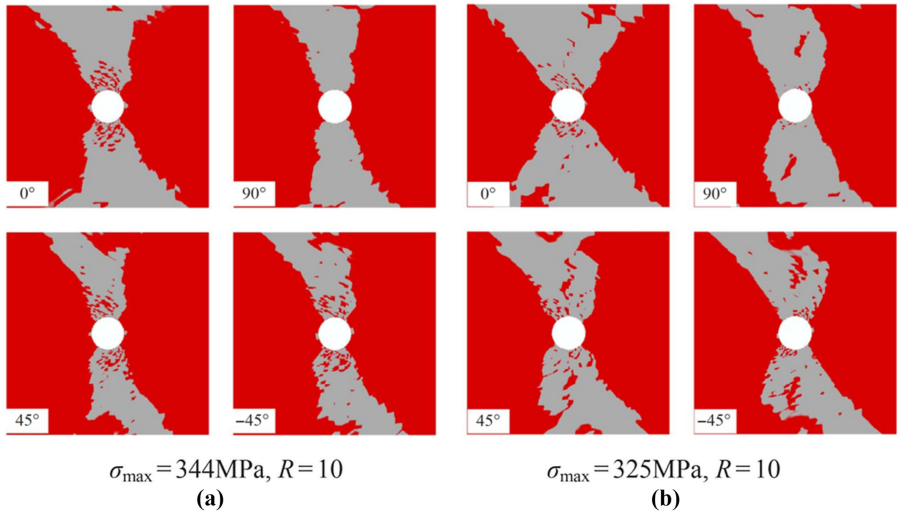 0° 90° 0° 90°
45° −45° 45° −45°
σmax = 344MPa, R = 10 σmax = 325MPa, R = 10
(a) (b)